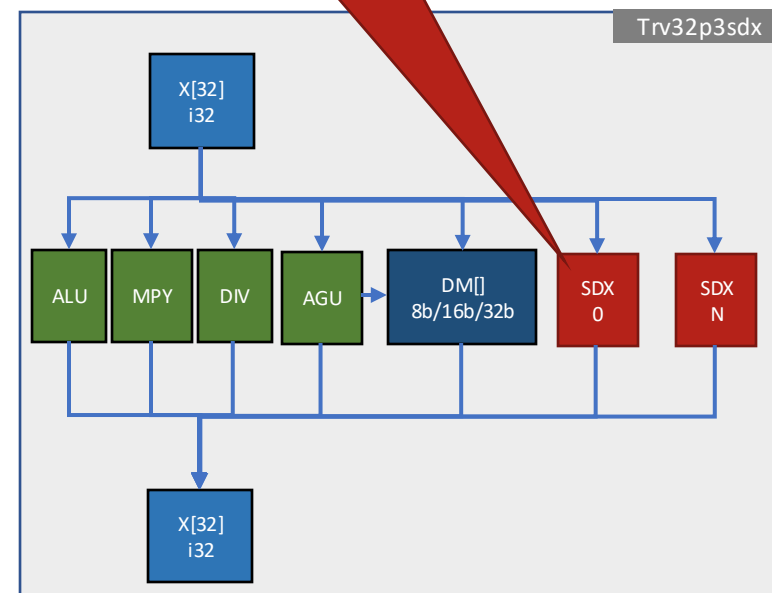 Trv32p3sdx
X[32]
i32
ALU
MPY
DIV
AGU
DM[]
8b/16b/32b
SDX
0
SDX
N
X[32]
i32